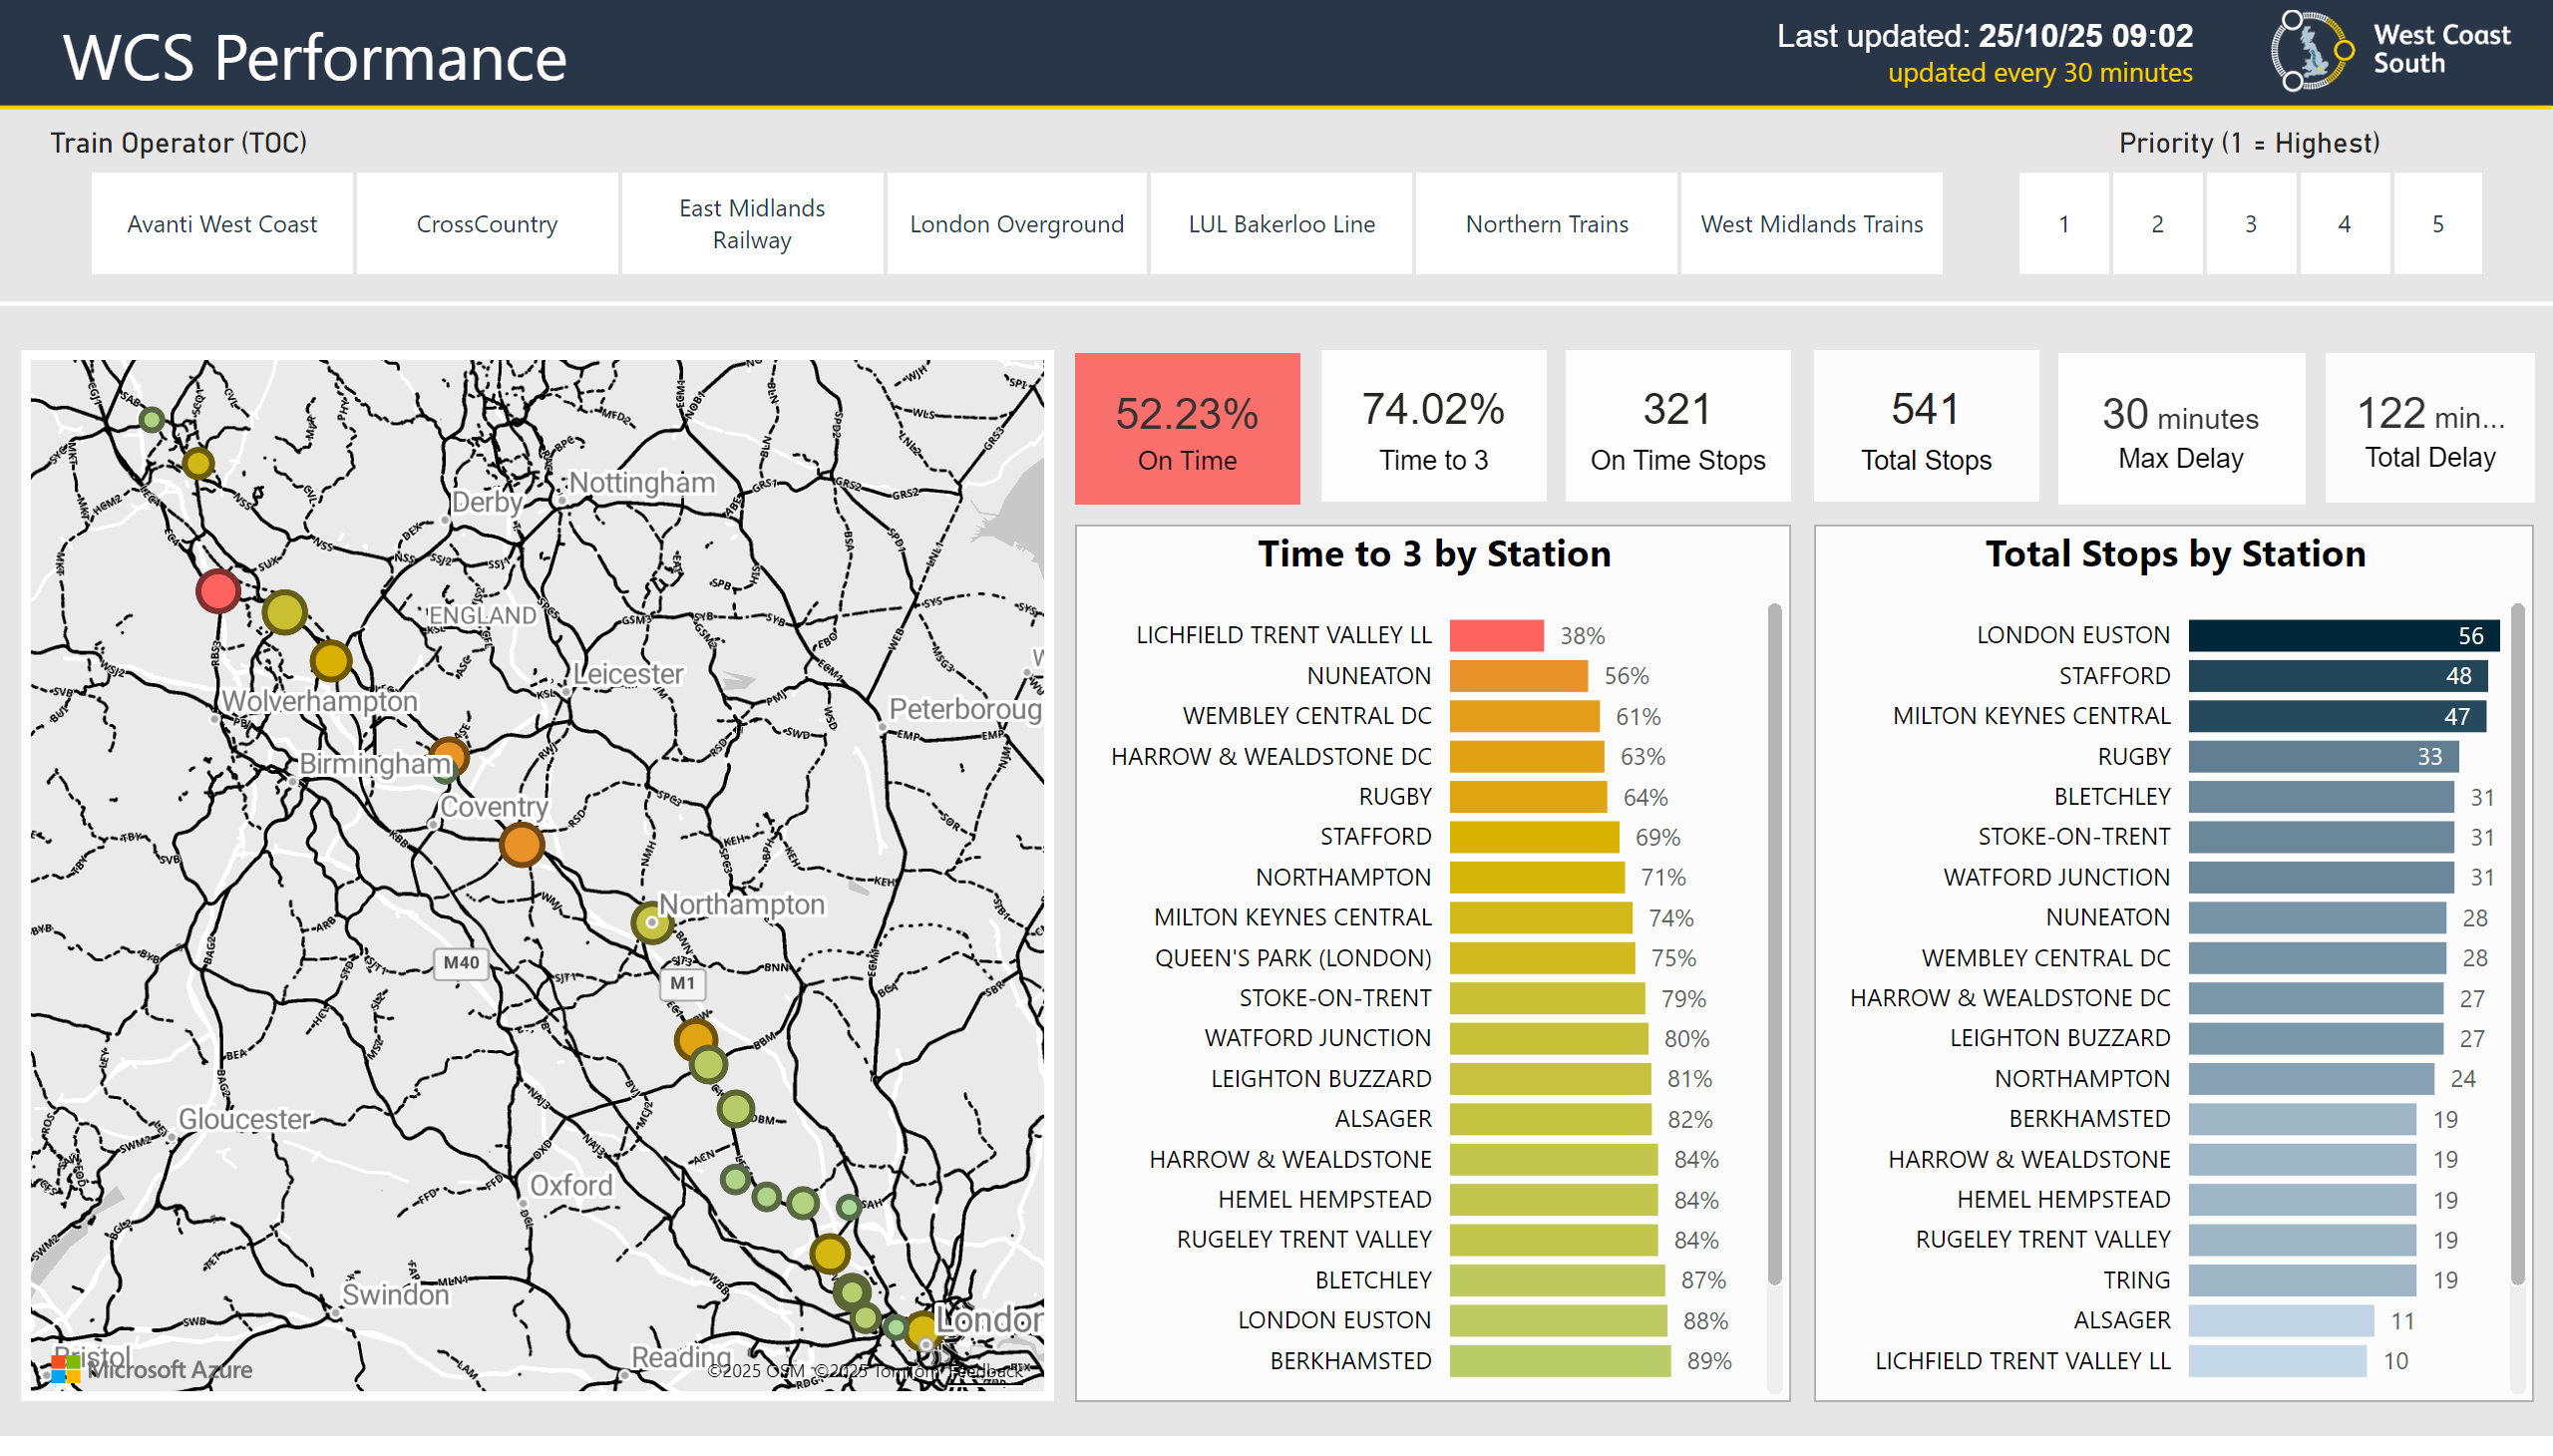 WCS Performance
Last updated: 25/10/25 09:02
updated every 30 minutes
West Coast
South
Train Operator (TOC)
Priority (1 = Highest)
Avanti West Coast
CrossCountry
East Midlands
Railway
London Overground
LUL Bakerloo Line
Northern Trains
West Midlands Trains
1
2
3
4
5
52.23%
On Time
74.02%
Time to 3
321
On Time Stops
541
Total Stops
30 minutes
Max Delay
122 min...
Total Delay
Nottingham
Derby
ENGLAND
Leicester
Wolverhampton
Peterboroug
Birmingham
Coventry
Northampton
M40
M1
Gloucester
Oxford
Swindon
London
Bristol
Reading
Microsoft Azure
©2025 OSM ©2025 TomTom Feedback
Time to 3 by Station
LICHFIELD TRENT VALLEY LL 38%
NUNEATON 56%
WEMBLEY CENTRAL DC 61%
HARROW & WEALDSTONE DC 63%
RUGBY 64%
STAFFORD 69%
NORTHAMPTON 71%
MILTON KEYNES CENTRAL 74%
QUEEN'S PARK (LONDON) 75%
STOKE-ON-TRENT 79%
WATFORD JUNCTION 80%
LEIGHTON BUZZARD 81%
ALSAGER 82%
HARROW & WEALDSTONE 84%
HEMEL HEMPSTEAD 84%
RUGELEY TRENT VALLEY 84%
BLETCHLEY 87%
LONDON EUSTON 88%
BERKHAMSTED 89%
Total Stops by Station
LONDON EUSTON 56
STAFFORD 48
MILTON KEYNES CENTRAL 47
RUGBY 33
BLETCHLEY 31
STOKE-ON-TRENT 31
WATFORD JUNCTION 31
NUNEATON 28
WEMBLEY CENTRAL DC 28
HARROW & WEALDSTONE DC 27
LEIGHTON BUZZARD 27
NORTHAMPTON 24
BERKHAMSTED 19
HARROW & WEALDSTONE 19
HEMEL HEMPSTEAD 19
RUGELEY TRENT VALLEY 19
TRING 19
ALSAGER 11
LICHFIELD TRENT VALLEY LL 10